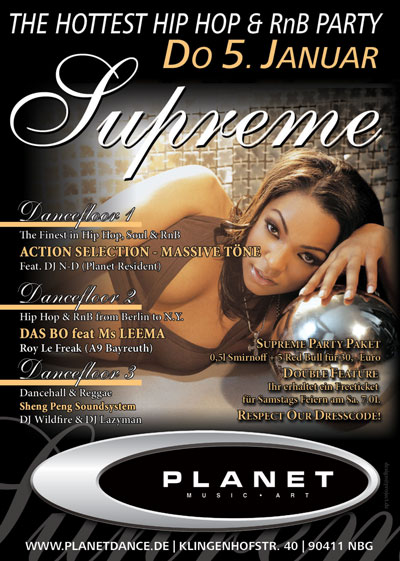 THE HOTTEST HIP HOP & RnB PARTY
DO 5. JANUAR
Supreme
Dancefloor 1
The Finest in Hip Hop, Soul & RnB
ACTION SELECTION - MASSIVE TÖNE
Feat. DJ N-D (Planet Resident)
Dancefloor 2
Hip Hop & RnB from Berlin to N.Y.
DAS BO feat Ms LEEMA
Roy Le Freak (A9 Bayreuth)
Dancefloor 3
Dancehall & Reggae
Sheng Peng Soundsystem
DJ Wildfire & DJ Lazyman
SUPREME PARTY PAKET
0,5l Smirnoff + 5 Red Bull für 30,- Euro
DOUBLE FEATURE
Ihr erhaltet ein Freeticket
für Samstags Feiern am Sa. 7.01.
RESPECT OUR DRESSCODE!
PLANET
MUSIC • ART
WWW.PLANETDANCE.DE | KLINGENHOFSTR. 40 | 90411 NBG